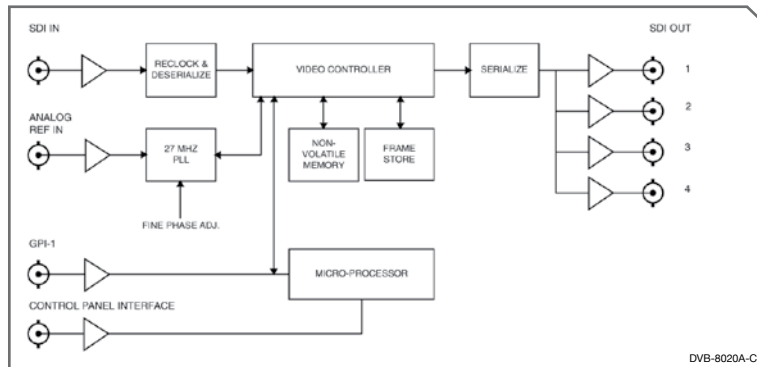 SDI IN
SDI OUT
RECLOCK &
DESERIALIZE
VIDEO CONTROLLER
SERIALIZE
1
2
3
4
ANALOG
REF IN
27 MHZ
PLL
NON-
VOLATILE
MEMORY
FRAME
STORE
FINE PHASE ADJ.
GPI-1
MICRO-PROCESSOR
CONTROL PANEL INTERFACE
DVB-8020A-C